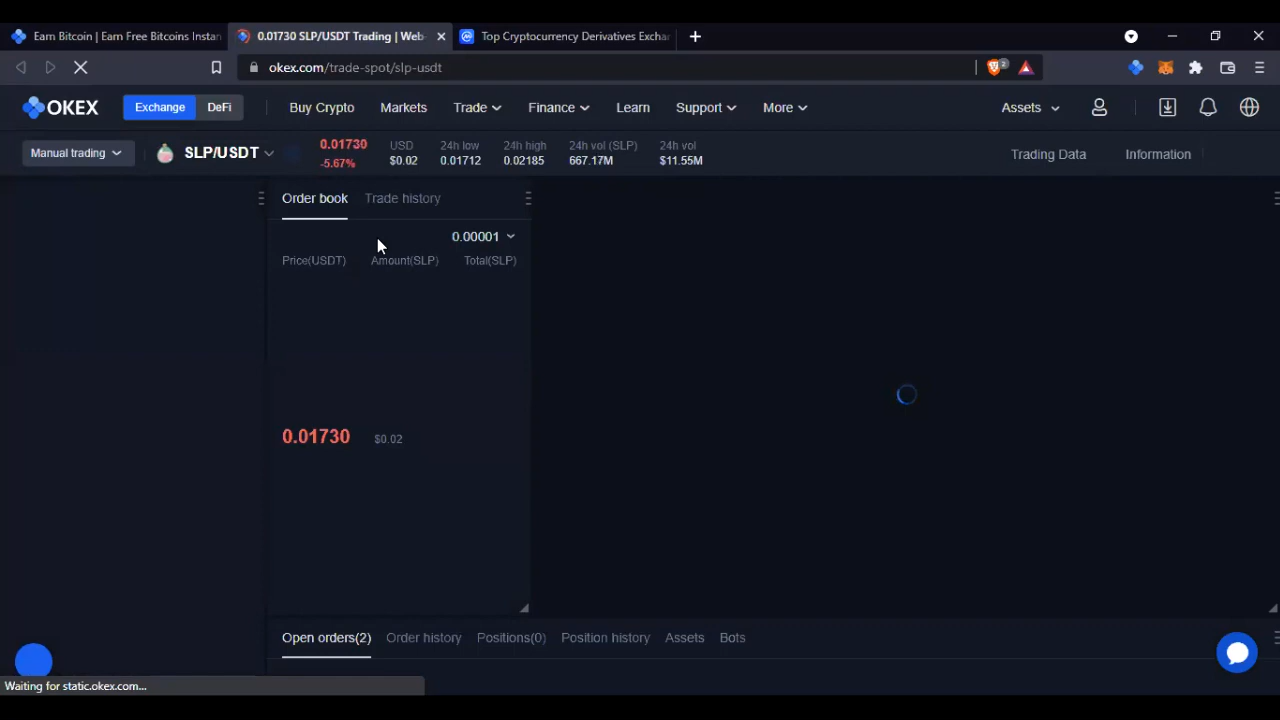 Earn Bitcoin | Earn Free Bitcoins Instan
0.01730 SLP/USDT Trading | Web-
Top Cryptocurrency Derivatives Exchar
okex.com/trade-spot/slp-usdt
2
OKEX
Exchange
DeFi
Buy Crypto
Markets
Trade
Finance
Learn
Support
More
Assets
Manual trading
SLP/USDT
0.01730
-5.67%
USD
$0.02
24h low
0.01712
24h high
0.02185
24h vol (SLP)
667.17M
24h vol
$11.55M
Trading Data
Information
Order book
Trade history
0.00001
Price(USDT)
Amount(SLP)
Total(SLP)
0.01730
$0.02
Open orders(2)
Order history
Positions(0)
Position history
Assets
Bots
Waiting for static.okex.com...